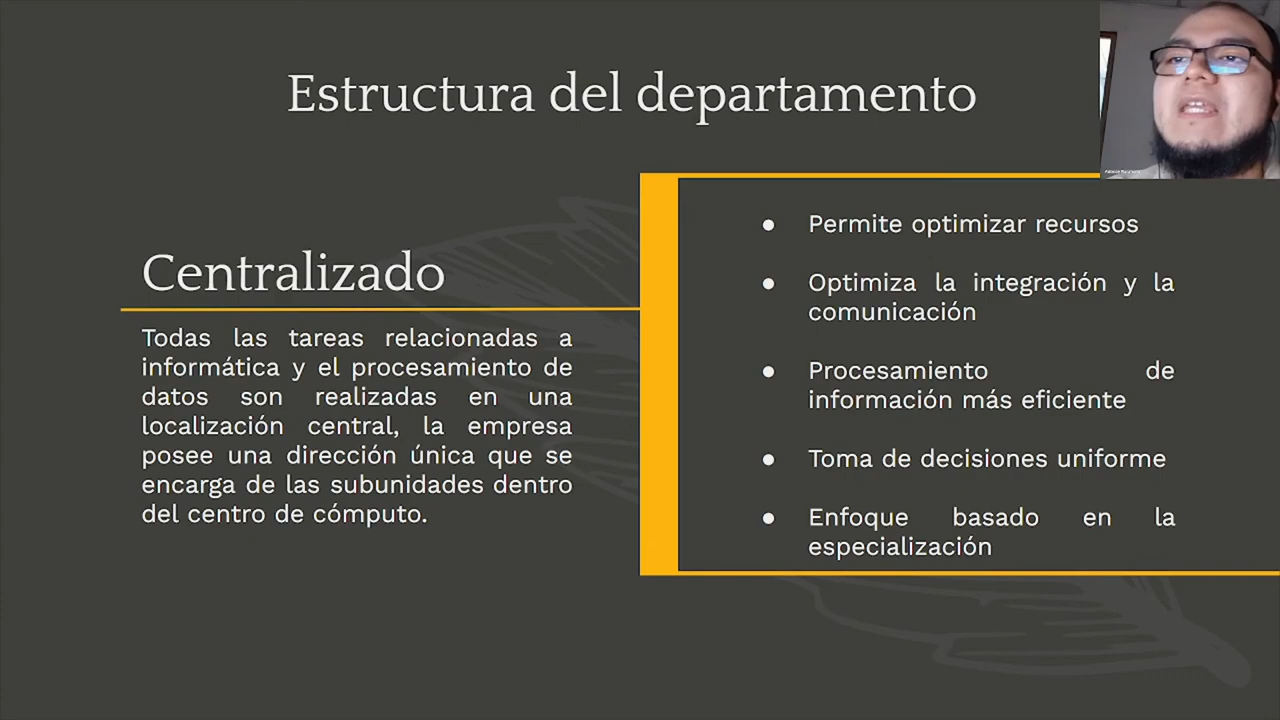 Estructura del departamento
Centralizado
Todas las tareas relacionadas a
informática y el procesamiento de
datos son realizadas en una
localización central, la empresa
posee una dirección única que se
encarga de las subunidades dentro
del centro de cómputo.
● Permite optimizar recursos
● Optimiza la integración y la
comunicación
● Procesamiento de
información más eficiente
● Toma de decisiones uniforme
● Enfoque basado en la
especialización